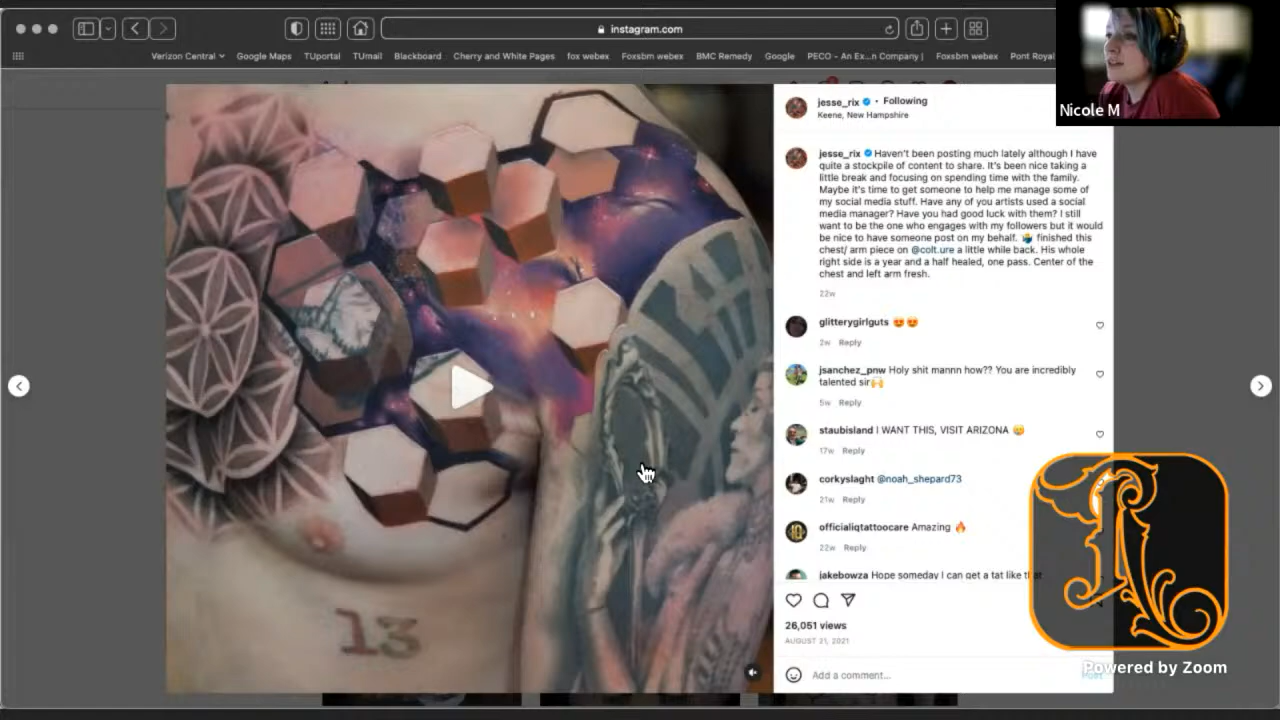 instagram.com
Verizon Central
Google Maps
TUportal
TUmail
Blackboard
Cherry and White Pages
fox webex
Foxsbm webex
BMC Remedy
Google
PECO - An Ex...n Company |
Foxsbm webex
Pont Royal
Nicole M
jesse_rix • Following
Keene, New Hampshire
jesse_rix Haven't been posting much lately although I have
quite a stockpile of content to share. It's been nice taking a
little break and focusing on spending time with the family.
Maybe it's time to get someone to help me manage some of
my social media stuff. Have any of you artists used a social
media manager? Have you had good luck with them? I still
want to be the one who engages with my followers but it would
be nice to have someone post on my behalf. 🤹 finished this
chest/ arm piece on @colt.ure a little while back. His whole
right side is a year and a half healed, one pass. Center of the
chest and left arm fresh.
22w
glitterygirlguts 😍😍
2w Reply
jsanchez_pnw Holy shit mannn how?? You are incredibly
talented sir🙌
5w Reply
staubisland I WANT THIS, VISIT ARIZONA 😄
17w Reply
corkyslaght @noah_shepard73
21w Reply
officialiqtattoocare Amazing 🔥
22w Reply
jakebowza Hope someday I can get a tat like that
26,051 views
AUGUST 21, 2021
Add a comment...
Post
Powered by Zoom
13